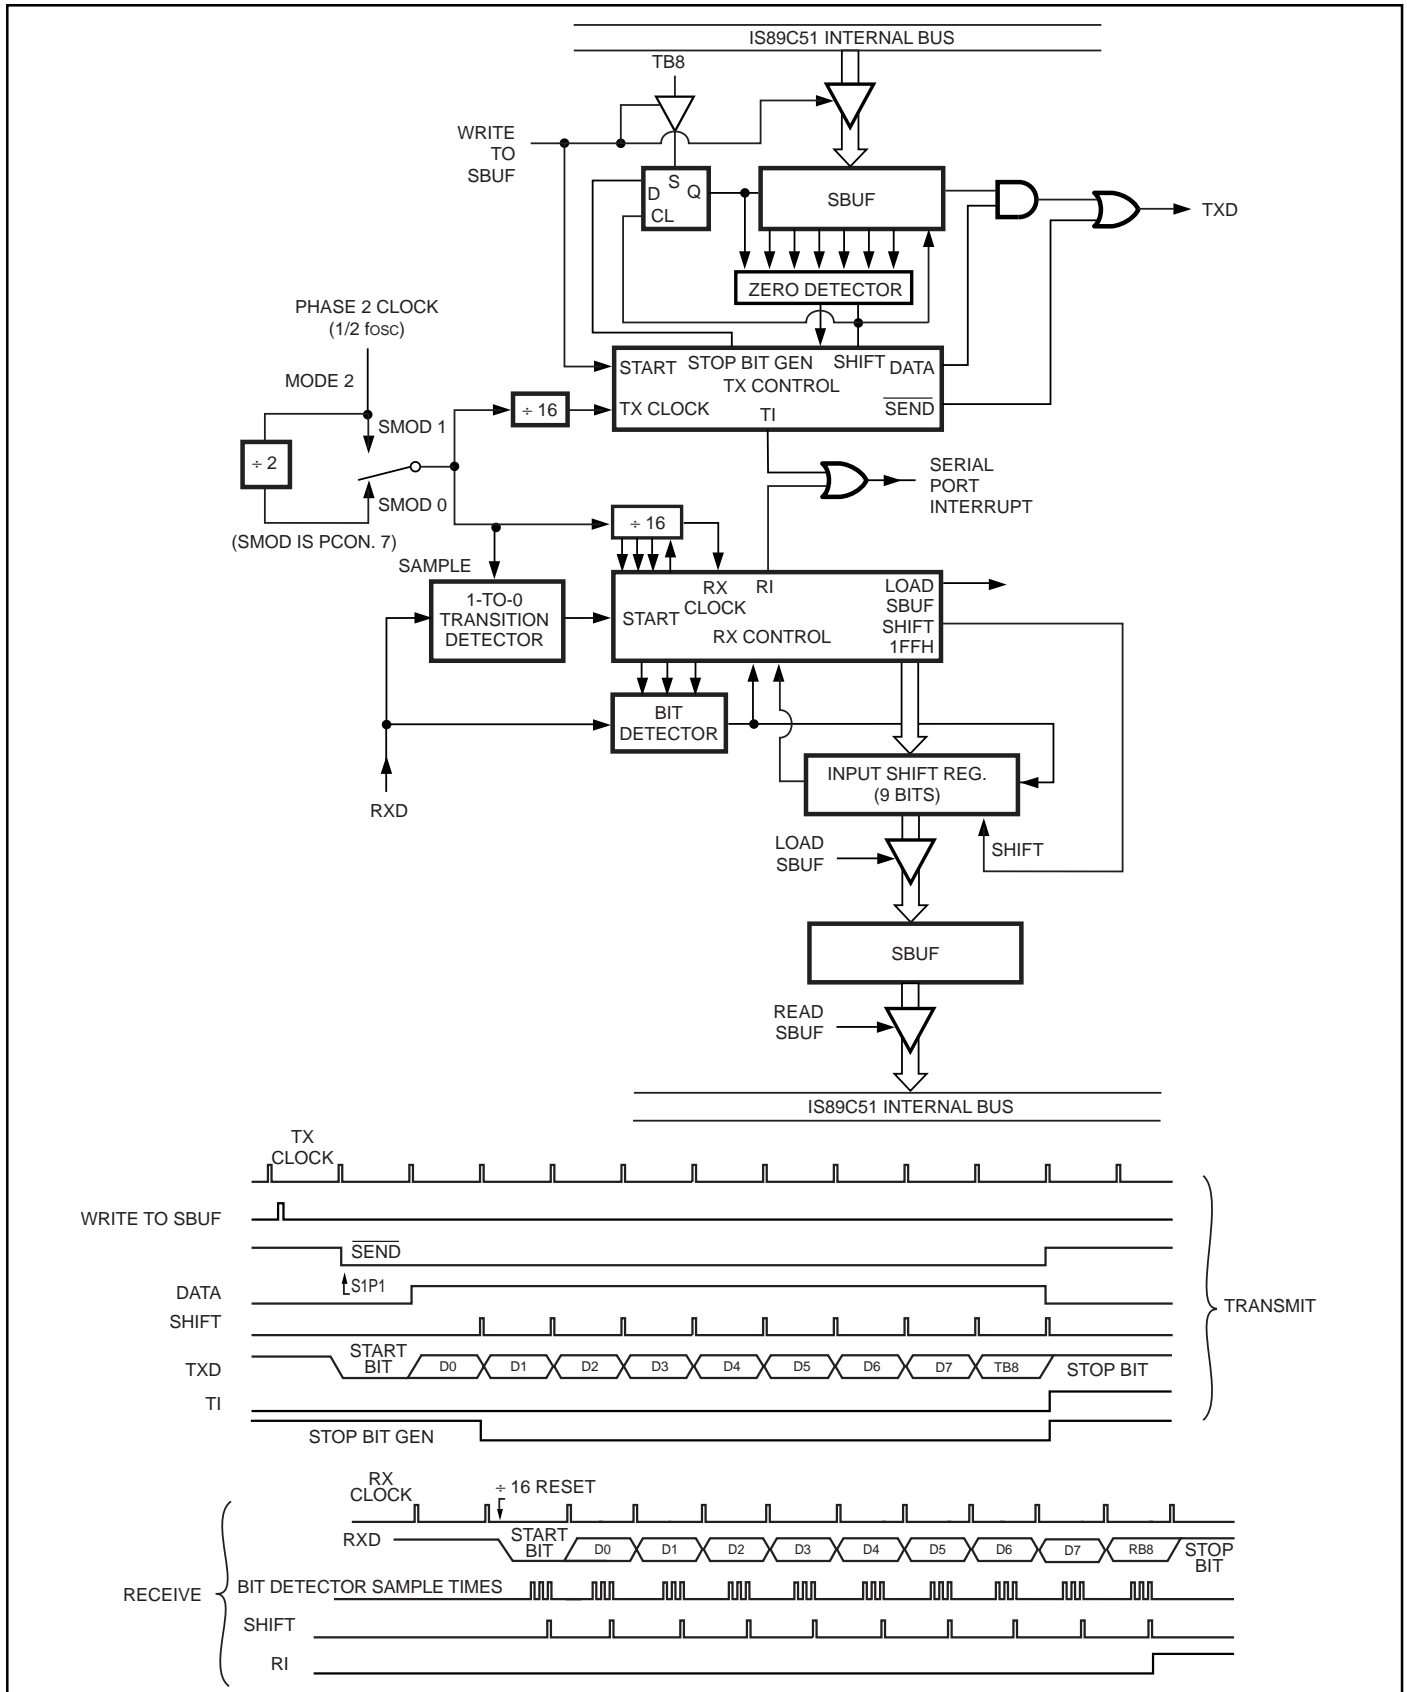 IS89C51 INTERNAL BUS
TB8
WRITE
TO
SBUF
D
S
Q
CL
SBUF
TXD
ZERO DETECTOR
PHASE 2 CLOCK
(1/2 fosc)
MODE 2
SMOD 1
÷ 2
SMOD 0
(SMOD IS PCON. 7)
÷ 16
START
STOP BIT GEN
SHIFT
DATA
TX CONTROL
TX CLOCK
TI
SEND
SERIAL
PORT
INTERRUPT
÷ 16
SAMPLE
1-TO-0
TRANSITION
DETECTOR
RX
CLOCK
RI
START
RX CONTROL
LOAD
SBUF
SHIFT
1FFH
BIT
DETECTOR
RXD
INPUT SHIFT REG.
(9 BITS)
LOAD
SBUF
SHIFT
SBUF
READ
SBUF
IS89C51 INTERNAL BUS
TX
CLOCK
WRITE TO SBUF
SEND
S1P1
DATA
SHIFT
TXD
START
BIT
D0
D1
D2
D3
D4
D5
D6
D7
TB8
STOP BIT
TI
STOP BIT GEN
TRANSMIT
RX
CLOCK
÷ 16 RESET
RXD
START
BIT
D0
D1
D2
D3
D4
D5
D6
D7
RB8
STOP
BIT
RECEIVE
BIT DETECTOR SAMPLE TIMES
SHIFT
RI